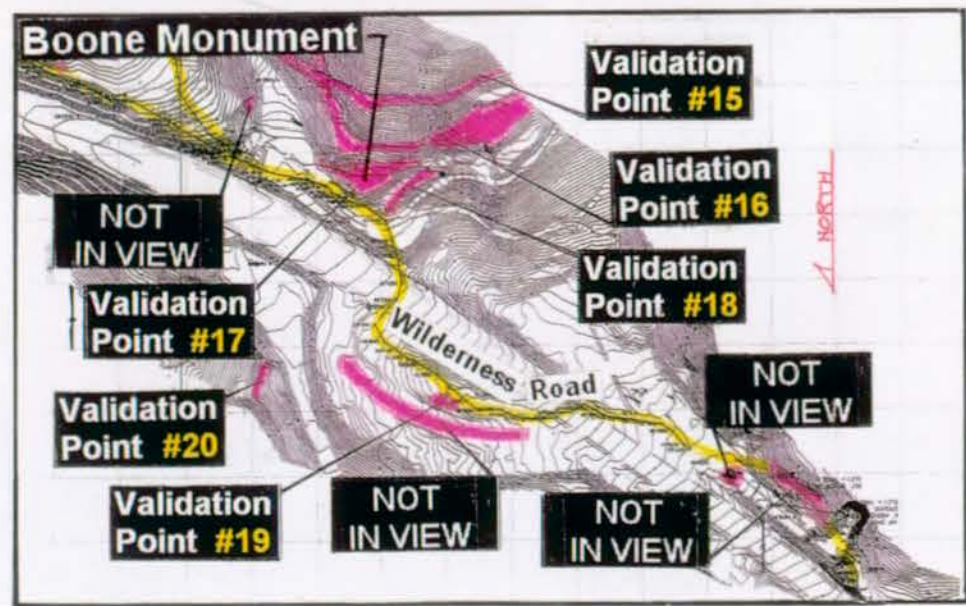 Boone Monument
Validation
Point #15
Validation
Point #16
NORTH
NOT
IN VIEW
Validation
Point #18
Validation
Point #17
Wilderness Road
NOT
IN VIEW
Validation
Point #20
Validation
Point #19
NOT
IN VIEW
NOT
IN VIEW